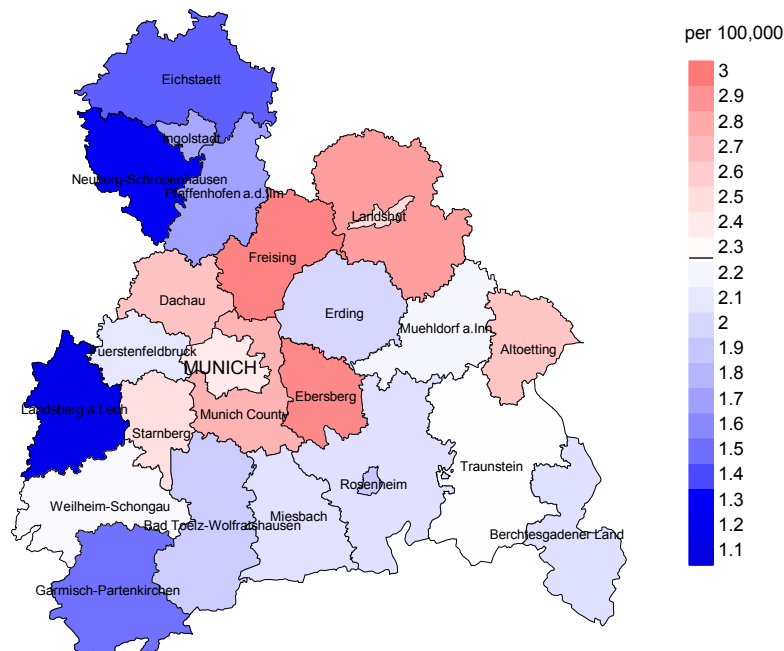 per 100,000
3
2.9
2.8
2.7
2.6
2.5
2.4
2.3
2.2
2.1
2
1.9
1.8
1.7
1.6
1.5
1.4
1.3
1.2
1.1
Eichstaett
Ingolstadt
Neuburg-Schrobenhausen
Pfaffenhofen a.d.Ilm
Landshut
Freising
Dachau
Erding
Muehldorf a.Inn
Altoetting
Fuerstenfeldbruck
MUNICH
Ebersberg
Landsberg a.Lech
Munich County
Starnberg
Traunstein
Rosenheim
Weilheim-Schongau
Miesbach
Bad Toelz-Wolfratshausen
Berchtesgadener Land
Garmisch-Partenkirchen